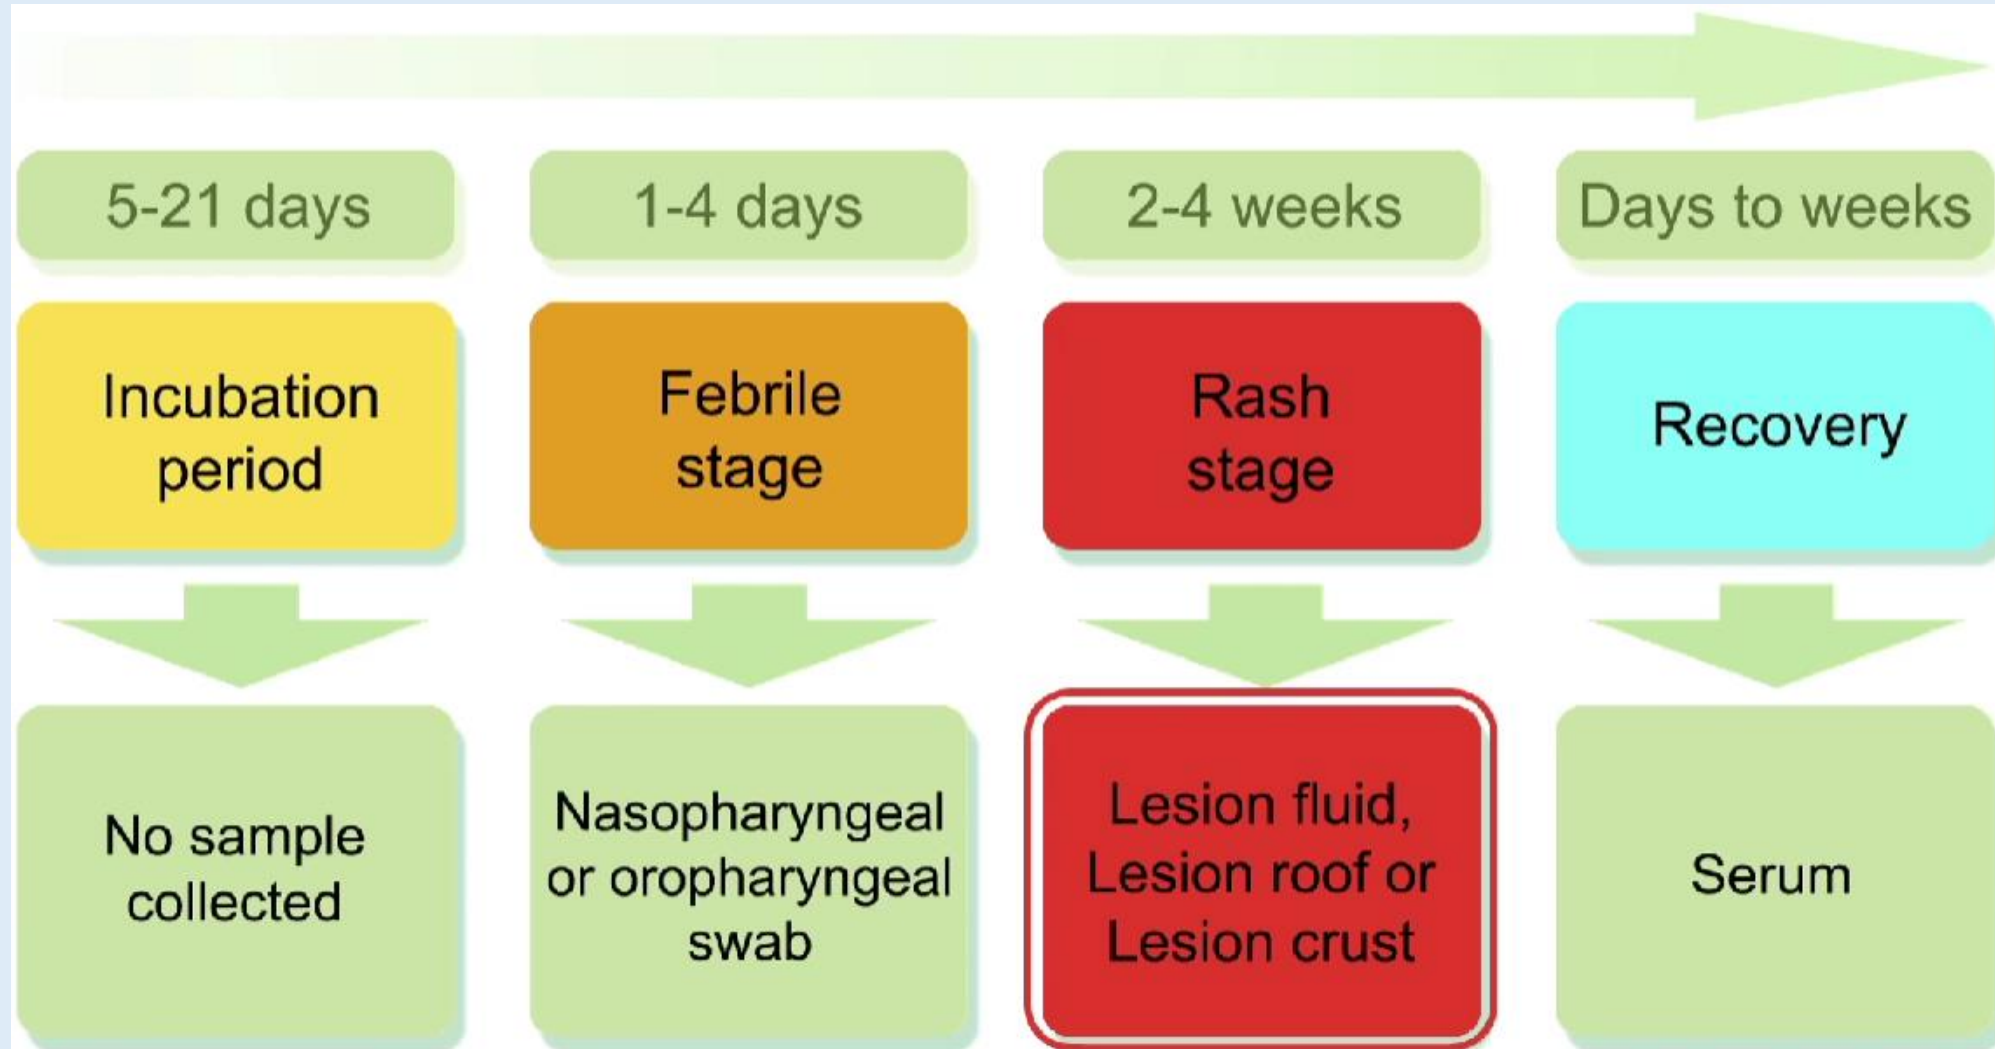 5-21 days
1-4 days
2-4 weeks
Days to weeks
Incubation
period
Febrile
stage
Rash
stage
Recovery
No sample
collected
Nasopharyngeal
or oropharyngeal
swab
Lesion fluid,
Lesion roof or
Lesion crust
Serum